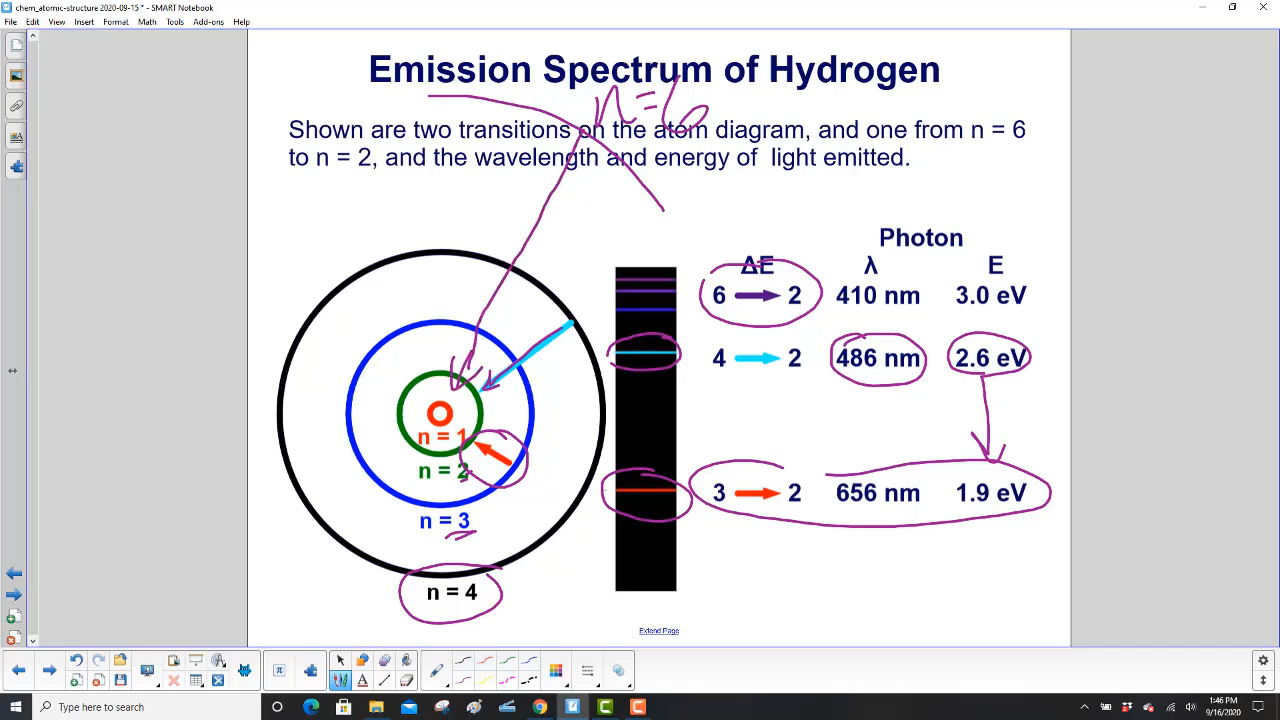 chem_atomic-structure 2020-09-15 * - SMART Notebook
File Edit View Insert Format Math Tools Add-ons Help
Emission Spectrum of Hydrogen
n=6
Shown are two transitions on the atom diagram, and one from n = 6
to n = 2, and the wavelength and energy of light emitted.
Photon
ΔE λ E
6 2 410 nm 3.0 eV
4 2 486 nm 2.6 eV
3 2 656 nm 1.9 eV
n = 1
n = 2
n = 3
n = 4
Extend Page
Type here to search
1:46 PM
9/16/2020